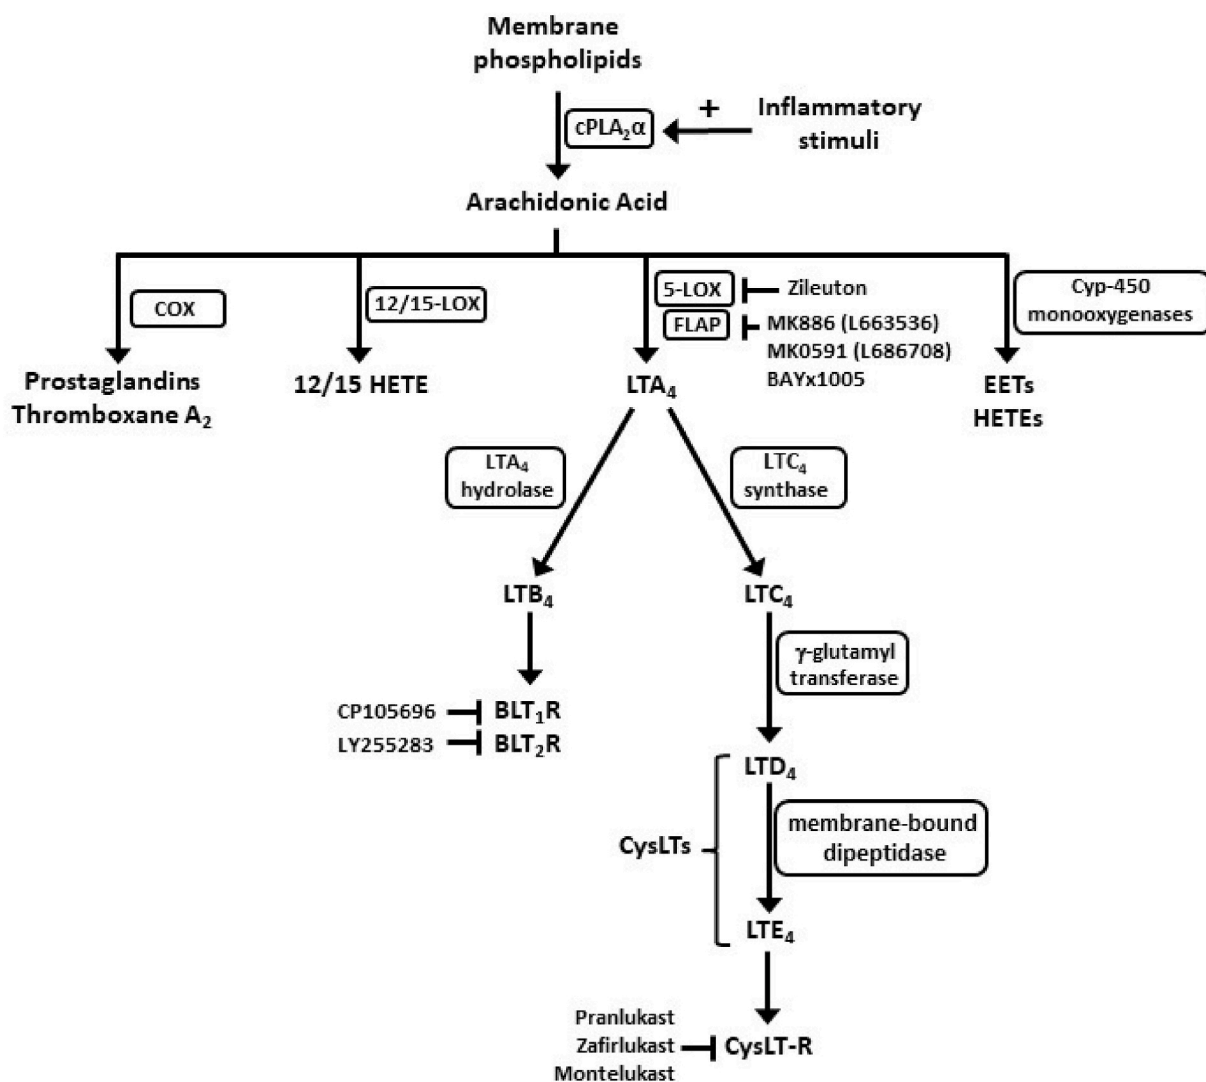 Membrane
phospholipids
cPLA₂α
+
Inflammatory
stimuli
Arachidonic Acid
COX
12/15-LOX
5-LOX
Zileuton
FLAP
MK886 (L663536)
MK0591 (L686708)
BAYx1005
Cyp-450
monooxygenases
Prostaglandins
Thromboxane A₂
12/15 HETE
LTA₄
EETs
HETEs
LTA₄
hydrolase
LTC₄
synthase
LTB₄
LTC₄
γ-glutamyl
transferase
CP105696
BLT₁R
LY255283
BLT₂R
LTD₄
CysLTs
membrane-bound
dipeptidase
LTE₄
Pranlukast
Zafirlukast
Montelukast
CysLT-R